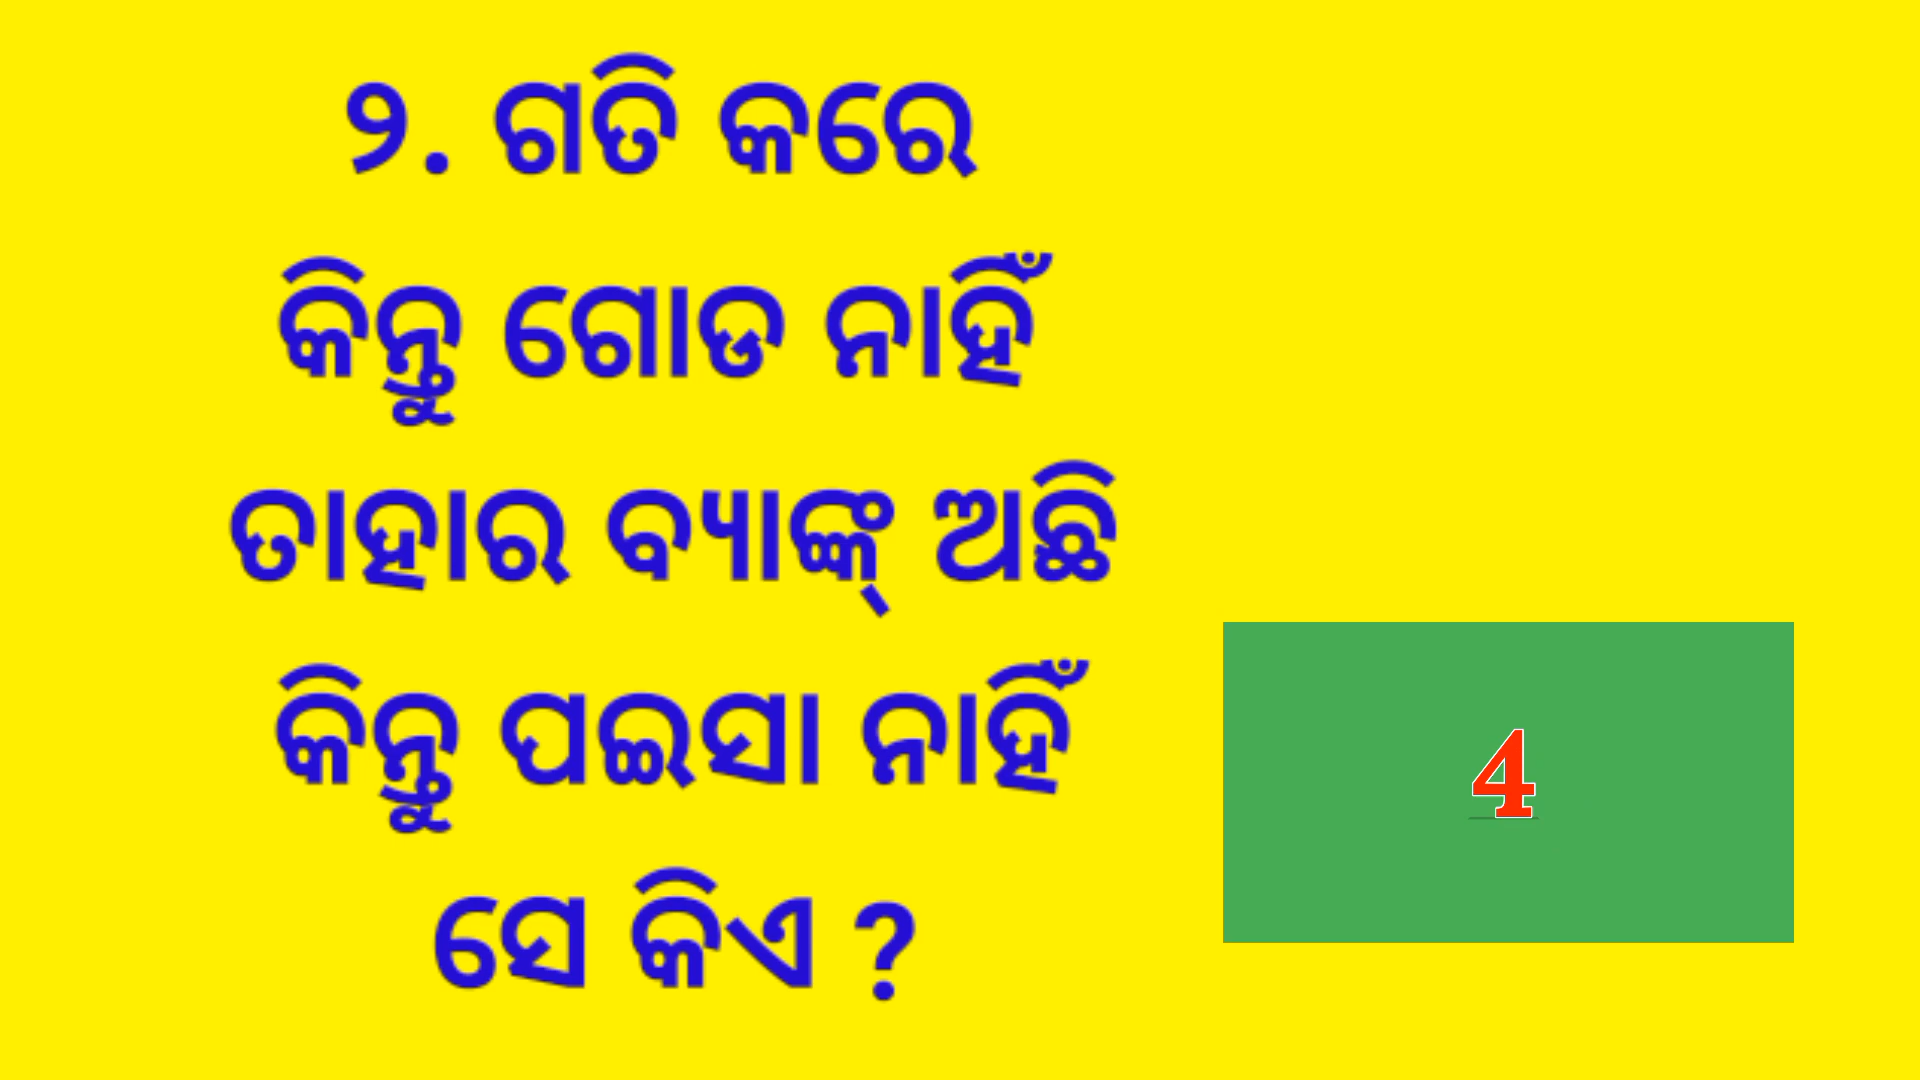 ୨. ଗତି କରେ
କିନ୍ତୁ ଗୋଡ ନାହିଁ
ତାହାର ବ୍ୟାଙ୍କ୍ ଅଛି
କିନ୍ତୁ ପଇସା ନାହିଁ
ସେ କିଏ ?
4